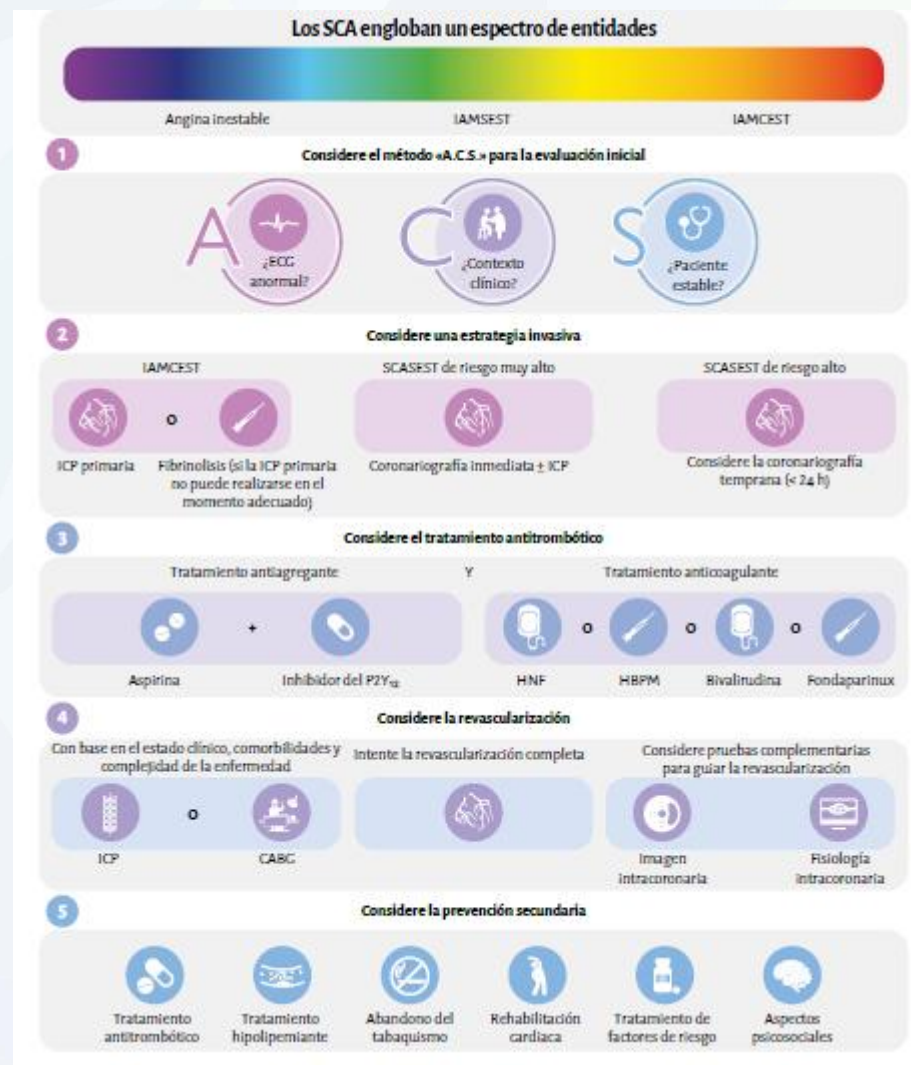 Los SCA engloban un espectro de entidades
Angina inestable IAMSEST IAMCEST
1 Considere el método «A.C.S.» para la evaluación inicial
A ¿ECG anormal?
C ¿Contexto clínico?
S ¿Paciente estable?
2 Considere una estrategia invasiva
IAMCEST
ICP primaria
o
Fibrinolisis (si la ICP primaria
no puede realizarse en el
momento adecuado)
SCASEST de riesgo muy alto
Coronariografía inmediata ± ICP
SCASEST de riesgo alto
Considere la coronariografía
temprana (< 24 h)
3 Considere el tratamiento antitrombótico
Tratamiento antiagregante Y Tratamiento anticoagulante
+ o o o
Aspirina Inhibidor del P2Y₁₂ HNF HBPM Bivalirudina Fondaparinux
4 Considere la revascularización
Con base en el estado clínico, comorbilidades y
complejidad de la enfermedad
o
ICP CABG
Intente la revascularización completa
Considere pruebas complementarias
para guiar la revascularización
Imagen
intracoronaria
Fisiología
intracoronaria
5 Considere la prevención secundaria
Tratamiento
antitrombótico
Tratamiento
hipolipemiante
Abandono del
tabaquismo
Rehabilitación
cardiaca
Tratamiento de
factores de riesgo
Aspectos
psicosociales